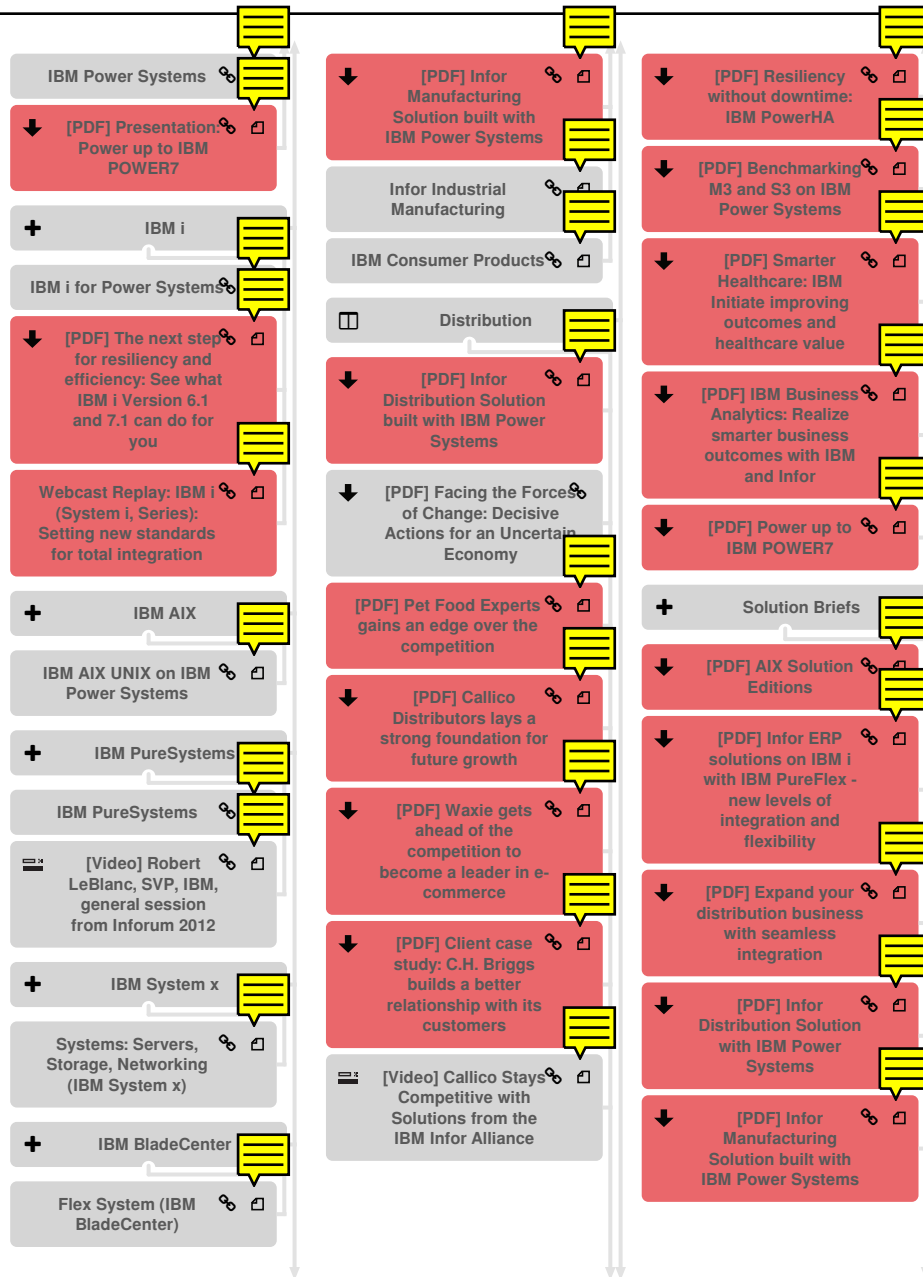 IBM Power Systems
[PDF] Presentation:
Power up to IBM
POWER7
IBM i
IBM i for Power Systems
[PDF] The next step
for resiliency and
efficiency: See what
IBM i Version 6.1
and 7.1 can do for
you
Webcast Replay: IBM i
(System i, Series):
Setting new standards
for total integration
IBM AIX
IBM AIX UNIX on IBM
Power Systems
IBM PureSystems
IBM PureSystems
[Video] Robert
LeBlanc, SVP, IBM,
general session
from Inforum 2012
IBM System x
Systems: Servers,
Storage, Networking
(IBM System x)
IBM BladeCenter
Flex System (IBM
BladeCenter)
[PDF] Infor
Manufacturing
Solution built with
IBM Power Systems
Infor Industrial
Manufacturing
IBM Consumer Products
Distribution
[PDF] Infor
Distribution Solution
built with IBM Power
Systems
[PDF] Facing the Forces
of Change: Decisive
Actions for an Uncertain
Economy
[PDF] Pet Food Experts
gains an edge over the
competition
[PDF] Callico
Distributors lays a
strong foundation for
future growth
[PDF] Waxie gets
ahead of the
competition to
become a leader in e-
commerce
[PDF] Client case
study: C.H. Briggs
builds a better
relationship with its
customers
[Video] Callico Stays
Competitive with
Solutions from the
IBM Infor Alliance
[PDF] Resiliency
without downtime:
IBM PowerHA
[PDF] Benchmarking
M3 and S3 on IBM
Power Systems
[PDF] Smarter
Healthcare: IBM
Initiate improving
outcomes and
healthcare value
[PDF] IBM Business
Analytics: Realize
smarter business
outcomes with IBM
and Infor
[PDF] Power up to
IBM POWER7
Solution Briefs
[PDF] AIX Solution
Editions
[PDF] Infor ERP
solutions on IBM i
with IBM PureFlex -
new levels of
integration and
flexibility
[PDF] Expand your
distribution business
with seamless
integration
[PDF] Infor
Distribution Solution
with IBM Power
Systems
[PDF] Infor
Manufacturing
Solution built with
IBM Power Systems